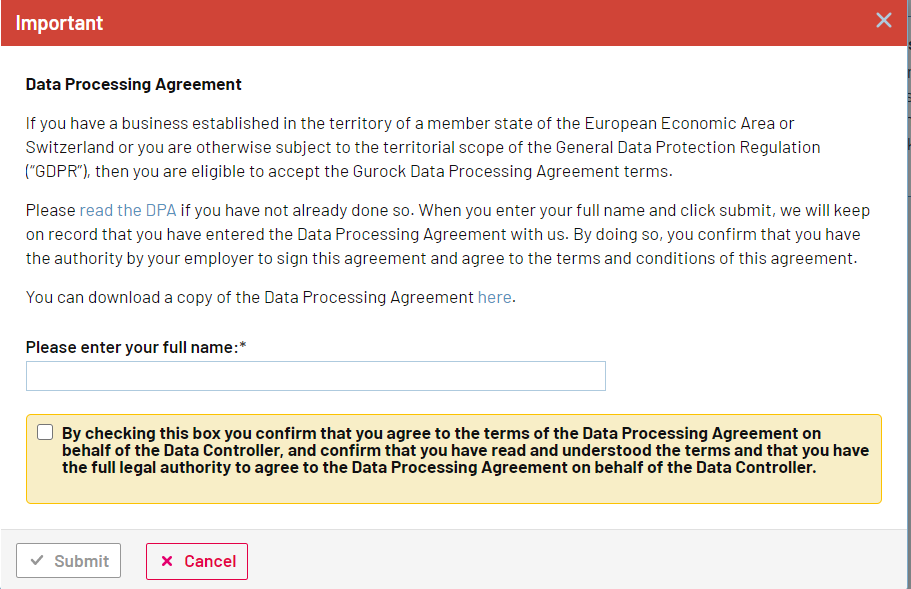 Important
Data Processing Agreement
If you have a business established in the territory of a member state of the European Economic Area or
Switzerland or you are otherwise subject to the territorial scope of the General Data Protection Regulation
(“GDPR”), then you are eligible to accept the Gurock Data Processing Agreement terms.
Please read the DPA if you have not already done so. When you enter your full name and click submit, we will keep
on record that you have entered the Data Processing Agreement with us. By doing so, you confirm that you have
the authority by your employer to sign this agreement and agree to the terms and conditions of this agreement.
You can download a copy of the Data Processing Agreement here.
Please enter your full name:*
By checking this box you confirm that you agree to the terms of the Data Processing Agreement on
behalf of the Data Controller, and confirm that you have read and understood the terms and that you have
the full legal authority to agree to the Data Processing Agreement on behalf of the Data Controller.
Submit
Cancel